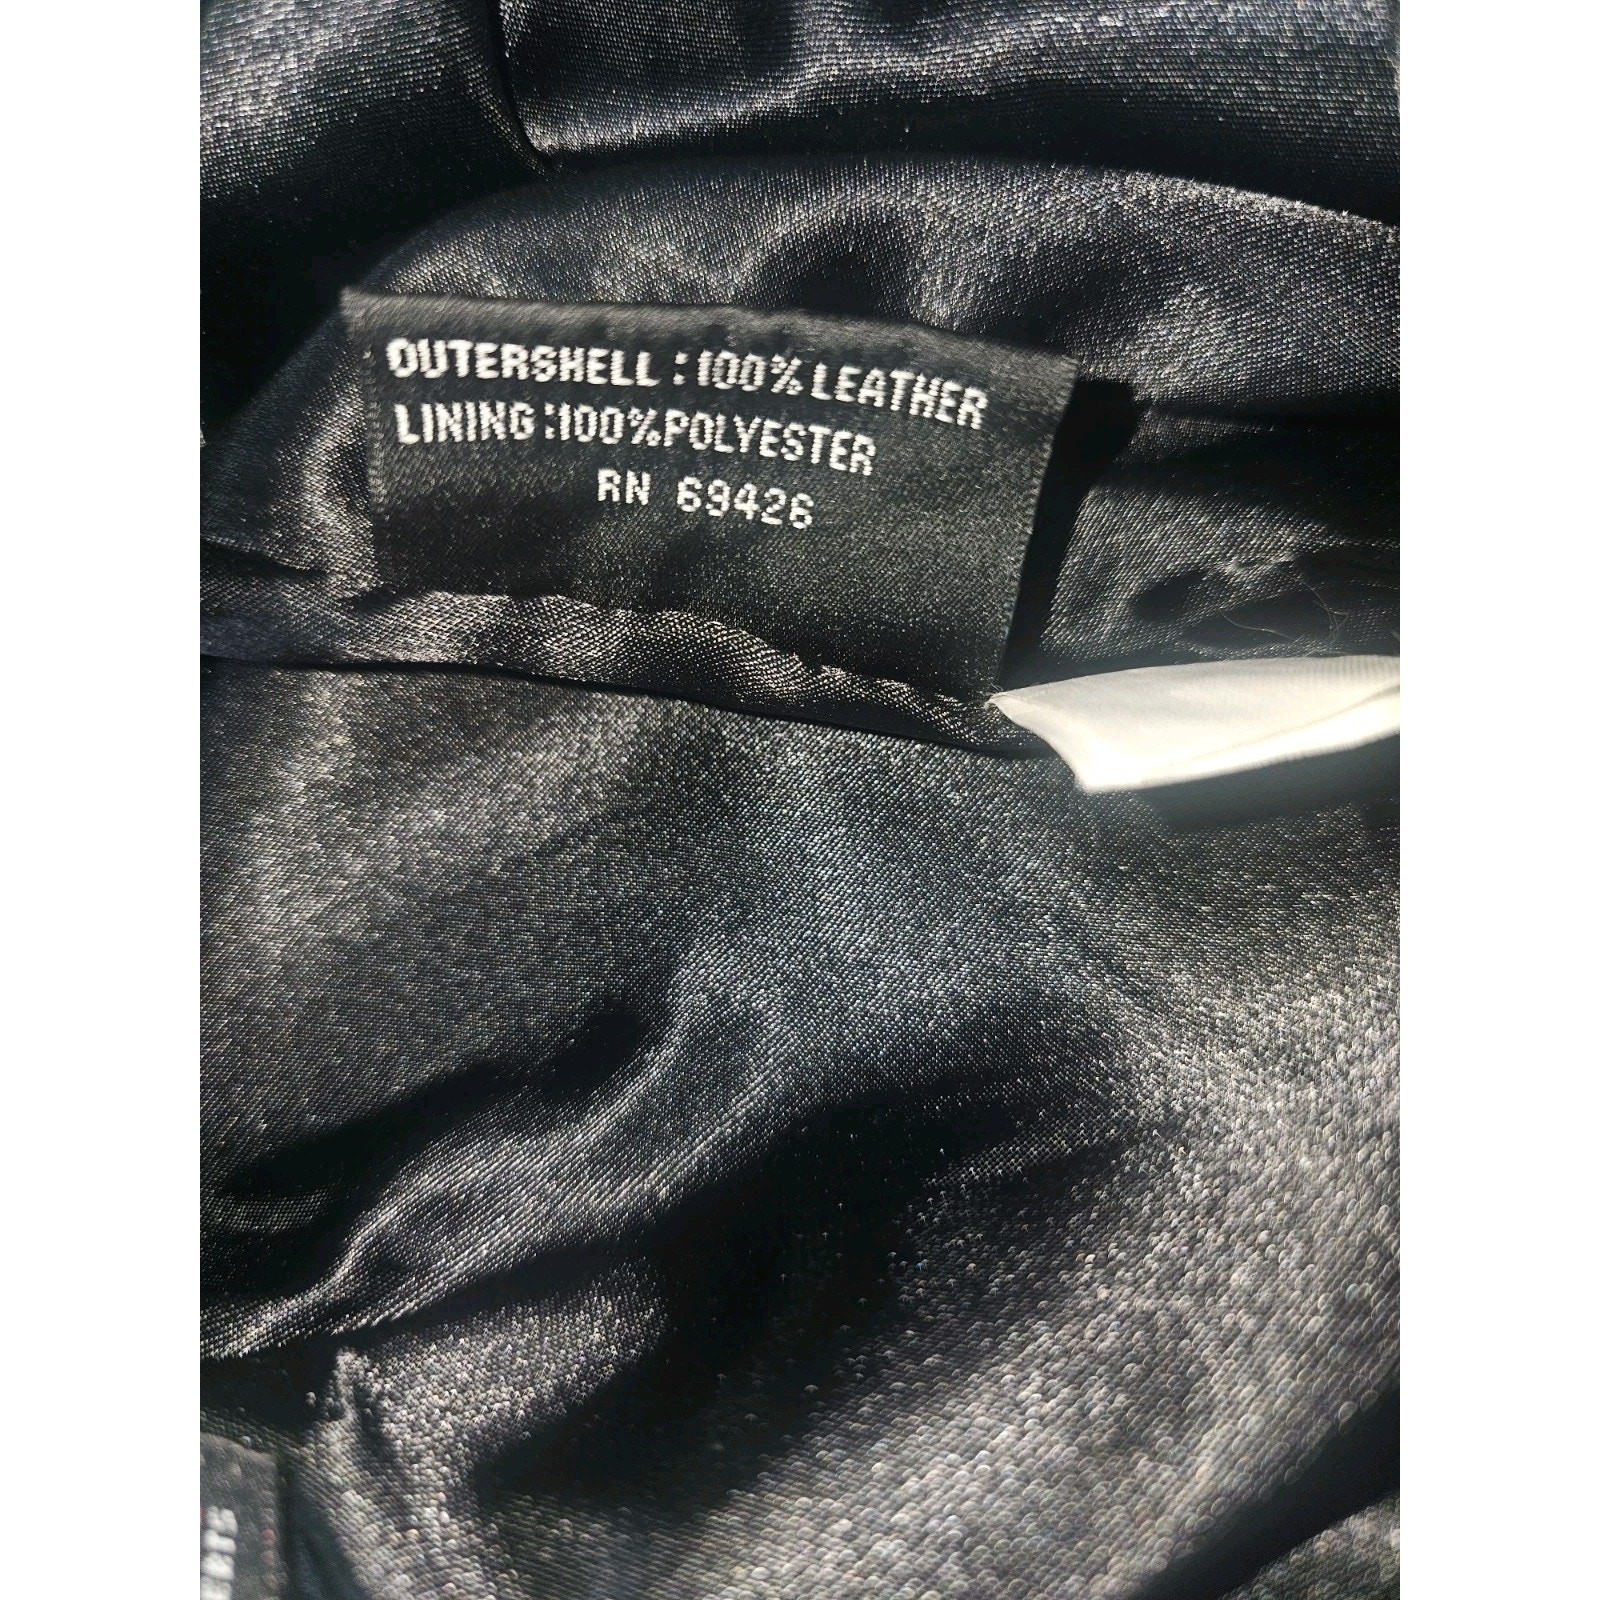 OUTERSHELL :100% LEATHER
LINING :100%POLYESTER
RN 69426